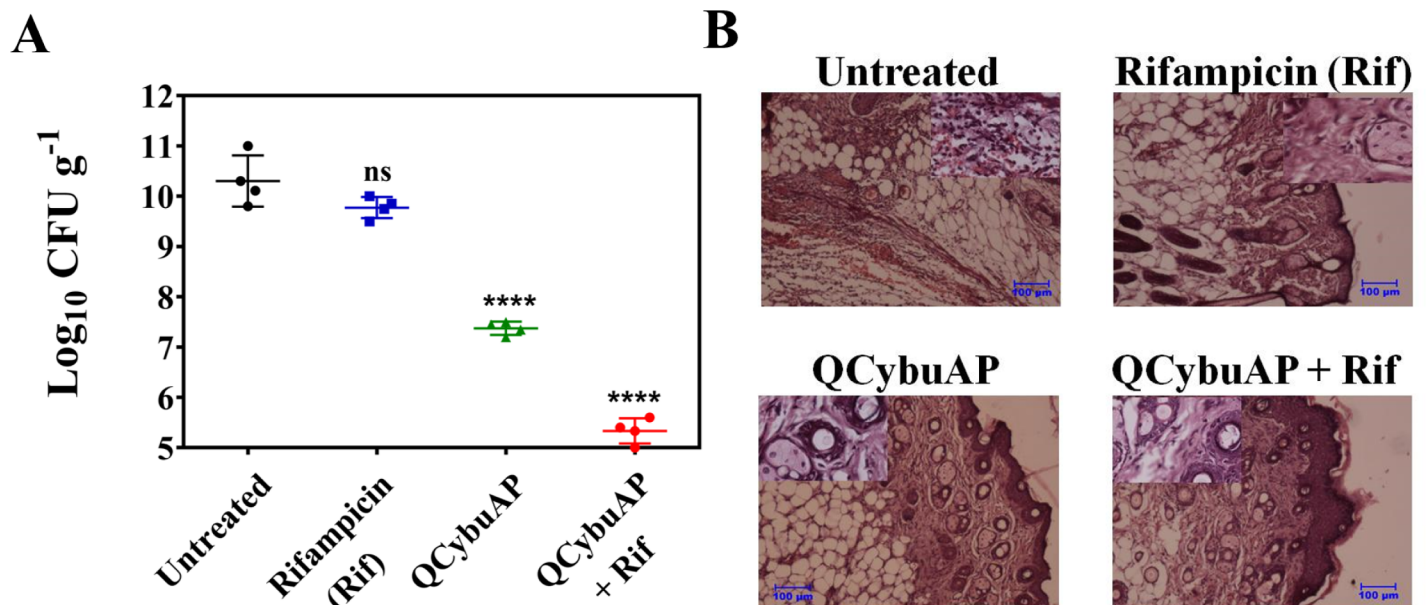 A
Log₁₀ CFU g⁻¹
12
11
10
9
8
7
6
5
ns
****
****
Untreated
Rifampicin
(Rif)
QCybuAP
QCybuAP
+ Rif
B
Untreated
100 µm
Rifampicin (Rif)
100 µm
QCybuAP
100 µm
QCybuAP + Rif
100 µm